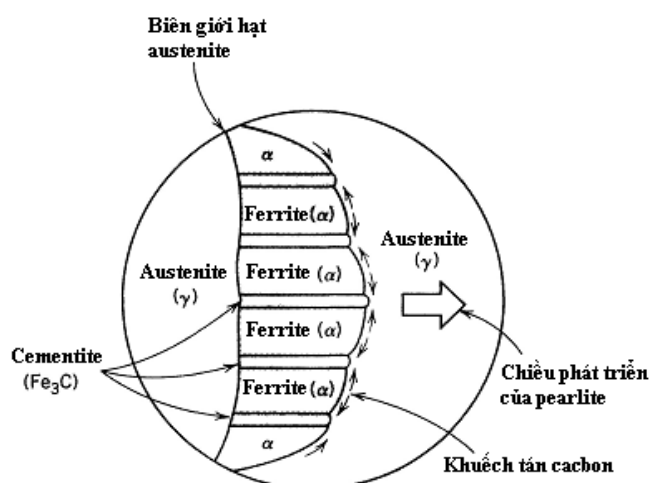 Biên giới hạt
austenite
α
Ferrite(α)
Ferrite (α)
Ferrite (α)
Ferrite(α)
α
Austenite
(γ)
Austenite
(γ)
Cementite
(Fe₃C)
Chiều phát triển
của pearlite
Khuếch tán cacbon